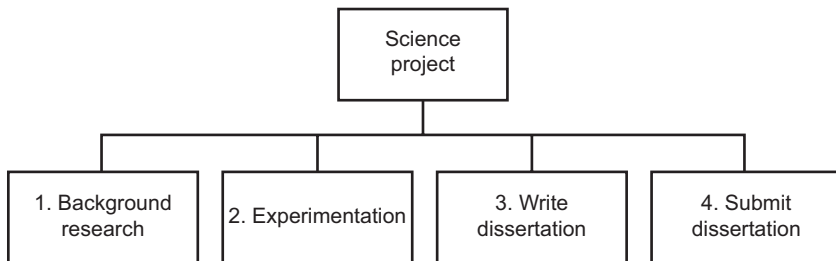 Science
project
1. Background
research
2. Experimentation
3. Write
dissertation
4. Submit
dissertation